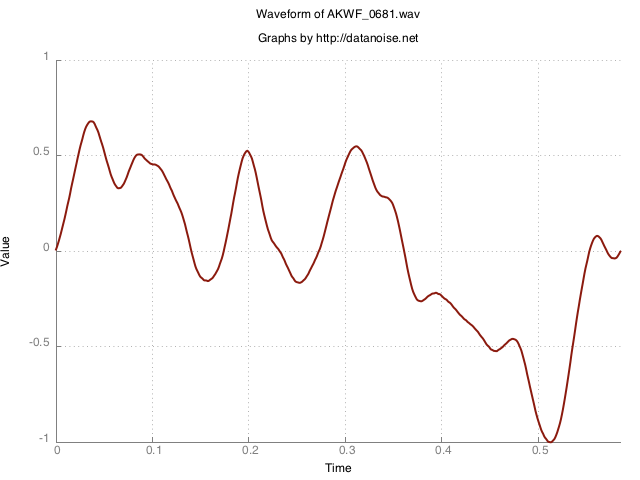 Waveform of AKWF_0681.wav
Graphs by http://datanoise.net
1
0.5
0
-0.5
-1
Value
0 0.1 0.2 0.3 0.4 0.5
Time